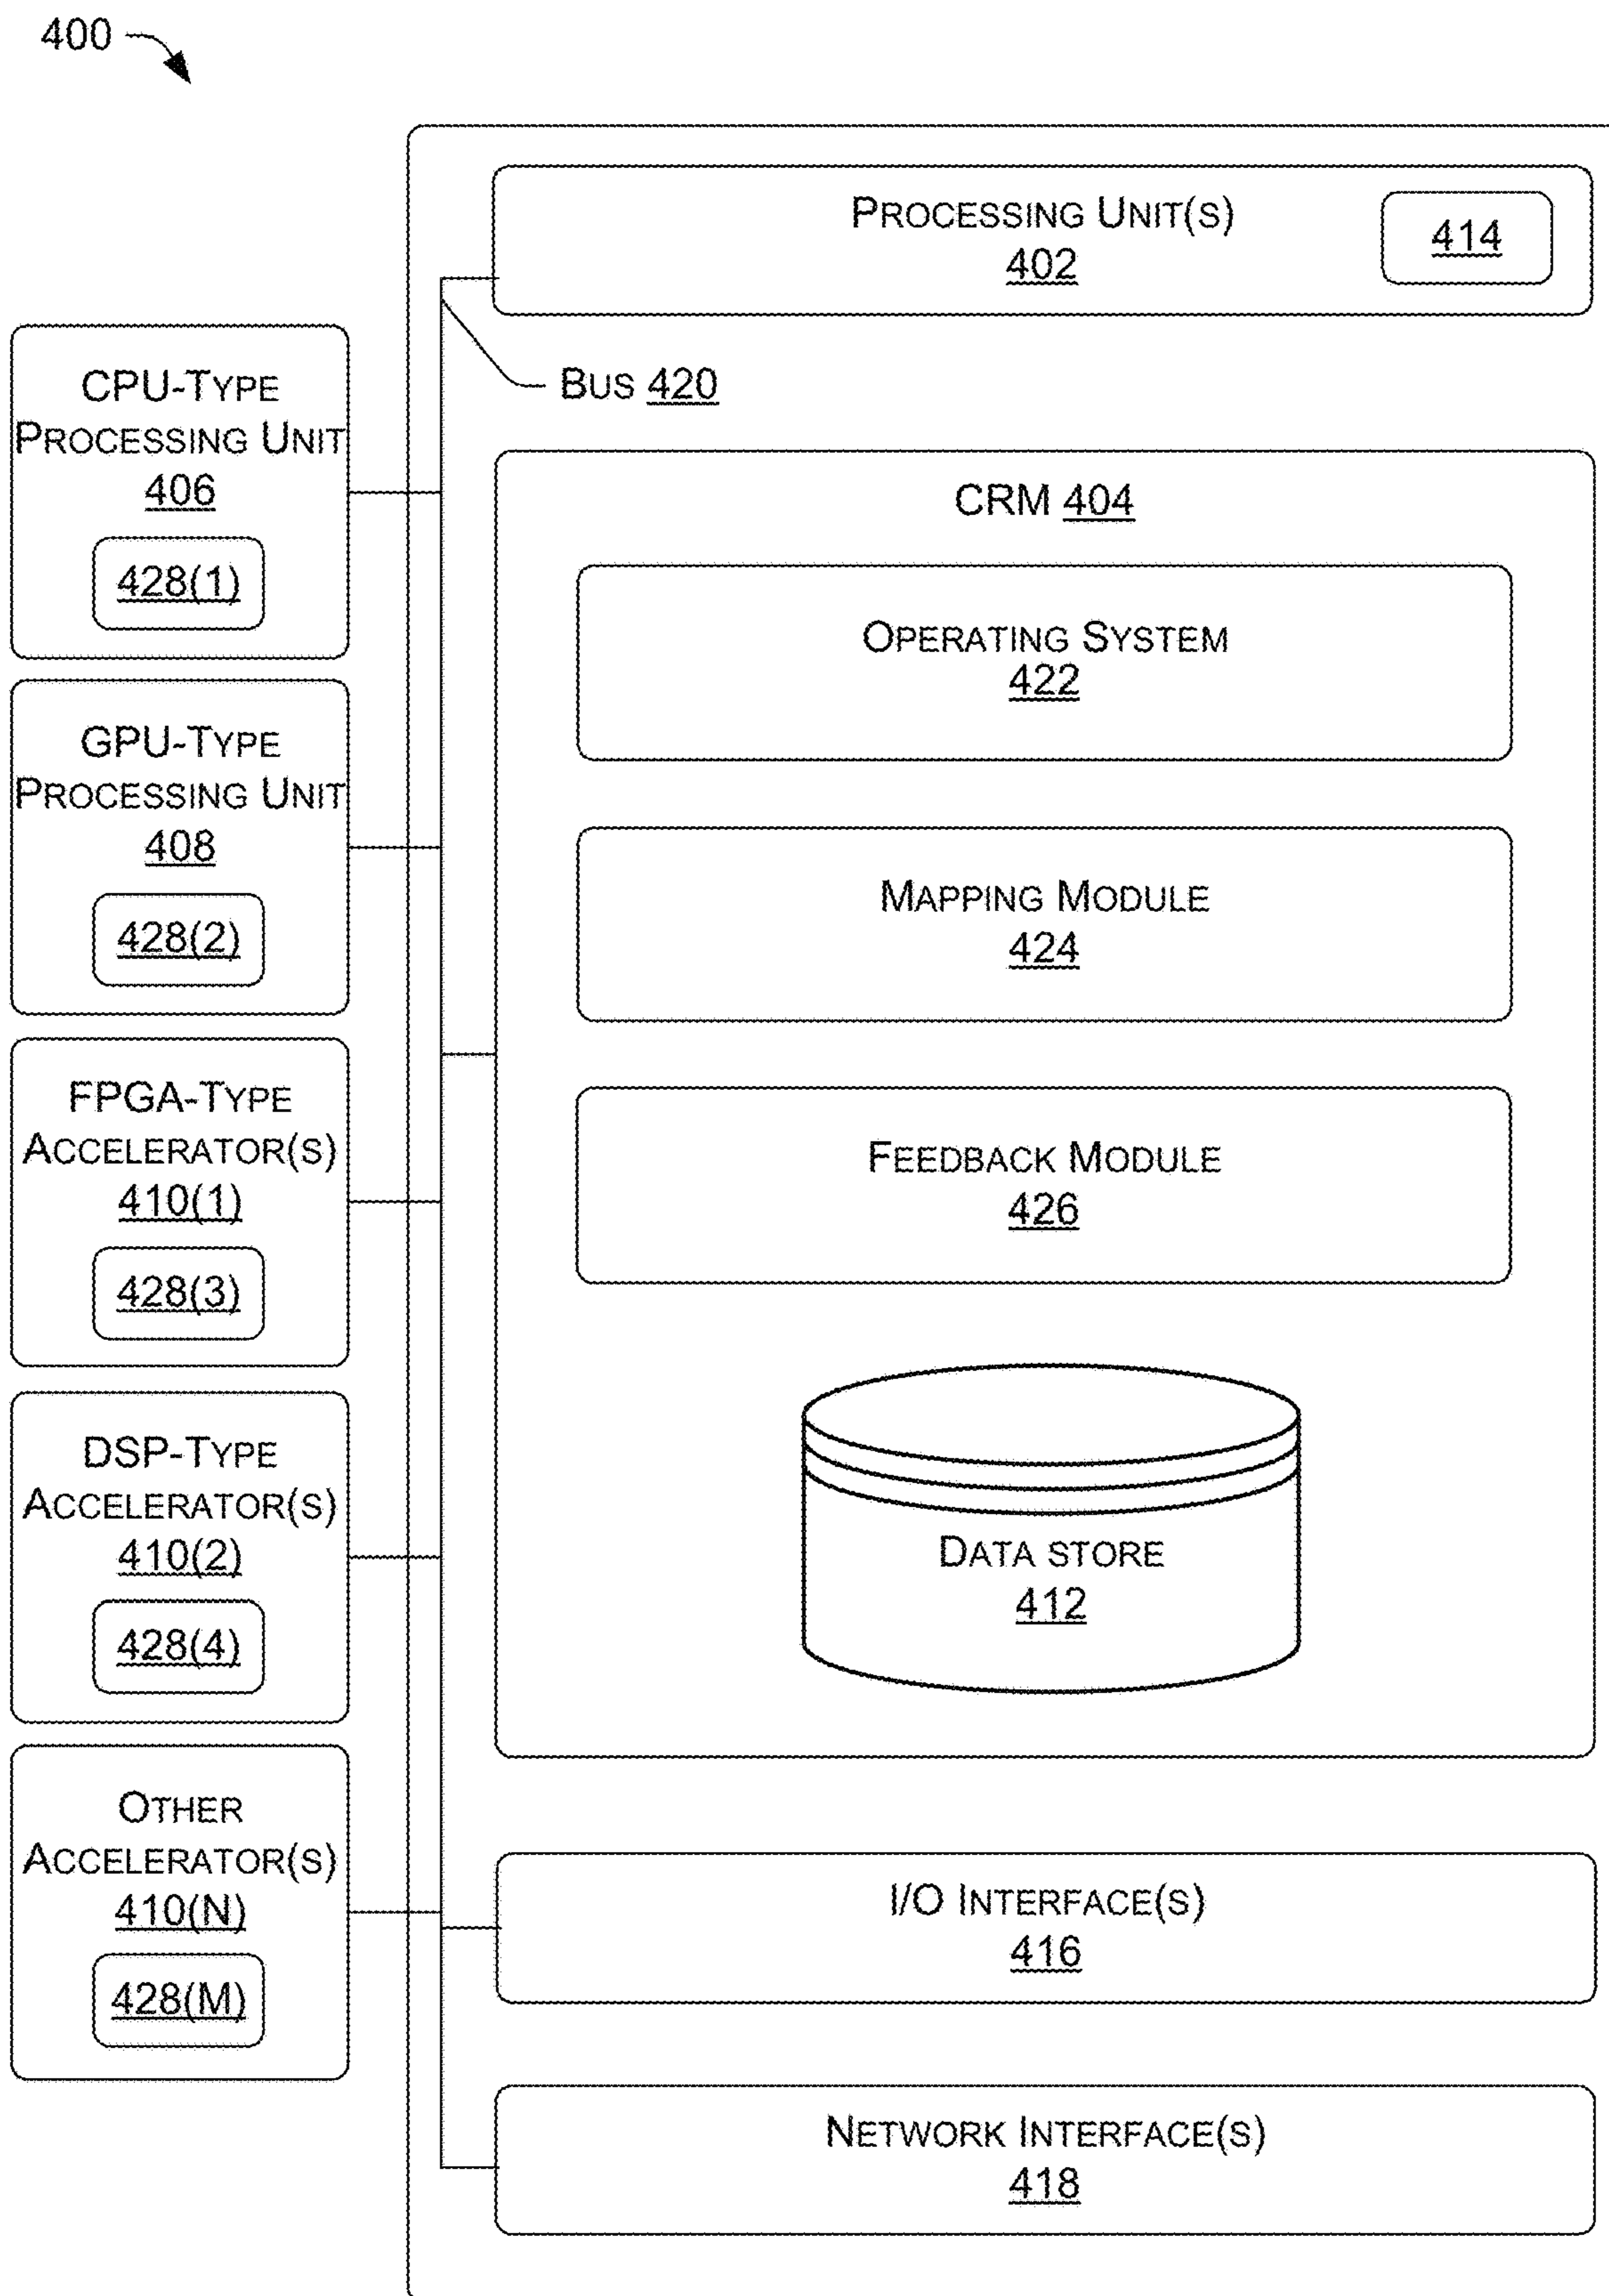 400
PROCESSING UNIT(S)
402
414
BUS 420
CPU-TYPE
PROCESSING UNIT
406
428(1)
GPU-TYPE
PROCESSING UNIT
408
428(2)
FPGA-TYPE
ACCELERATOR(S)
410(1)
428(3)
DSP-TYPE
ACCELERATOR(S)
410(2)
428(4)
OTHER
ACCELERATOR(S)
410(N)
428(M)
CRM 404
OPERATING SYSTEM
422
MAPPING MODULE
424
FEEDBACK MODULE
426
DATA STORE
412
I/O INTERFACE(S)
416
NETWORK INTERFACE(S)
418